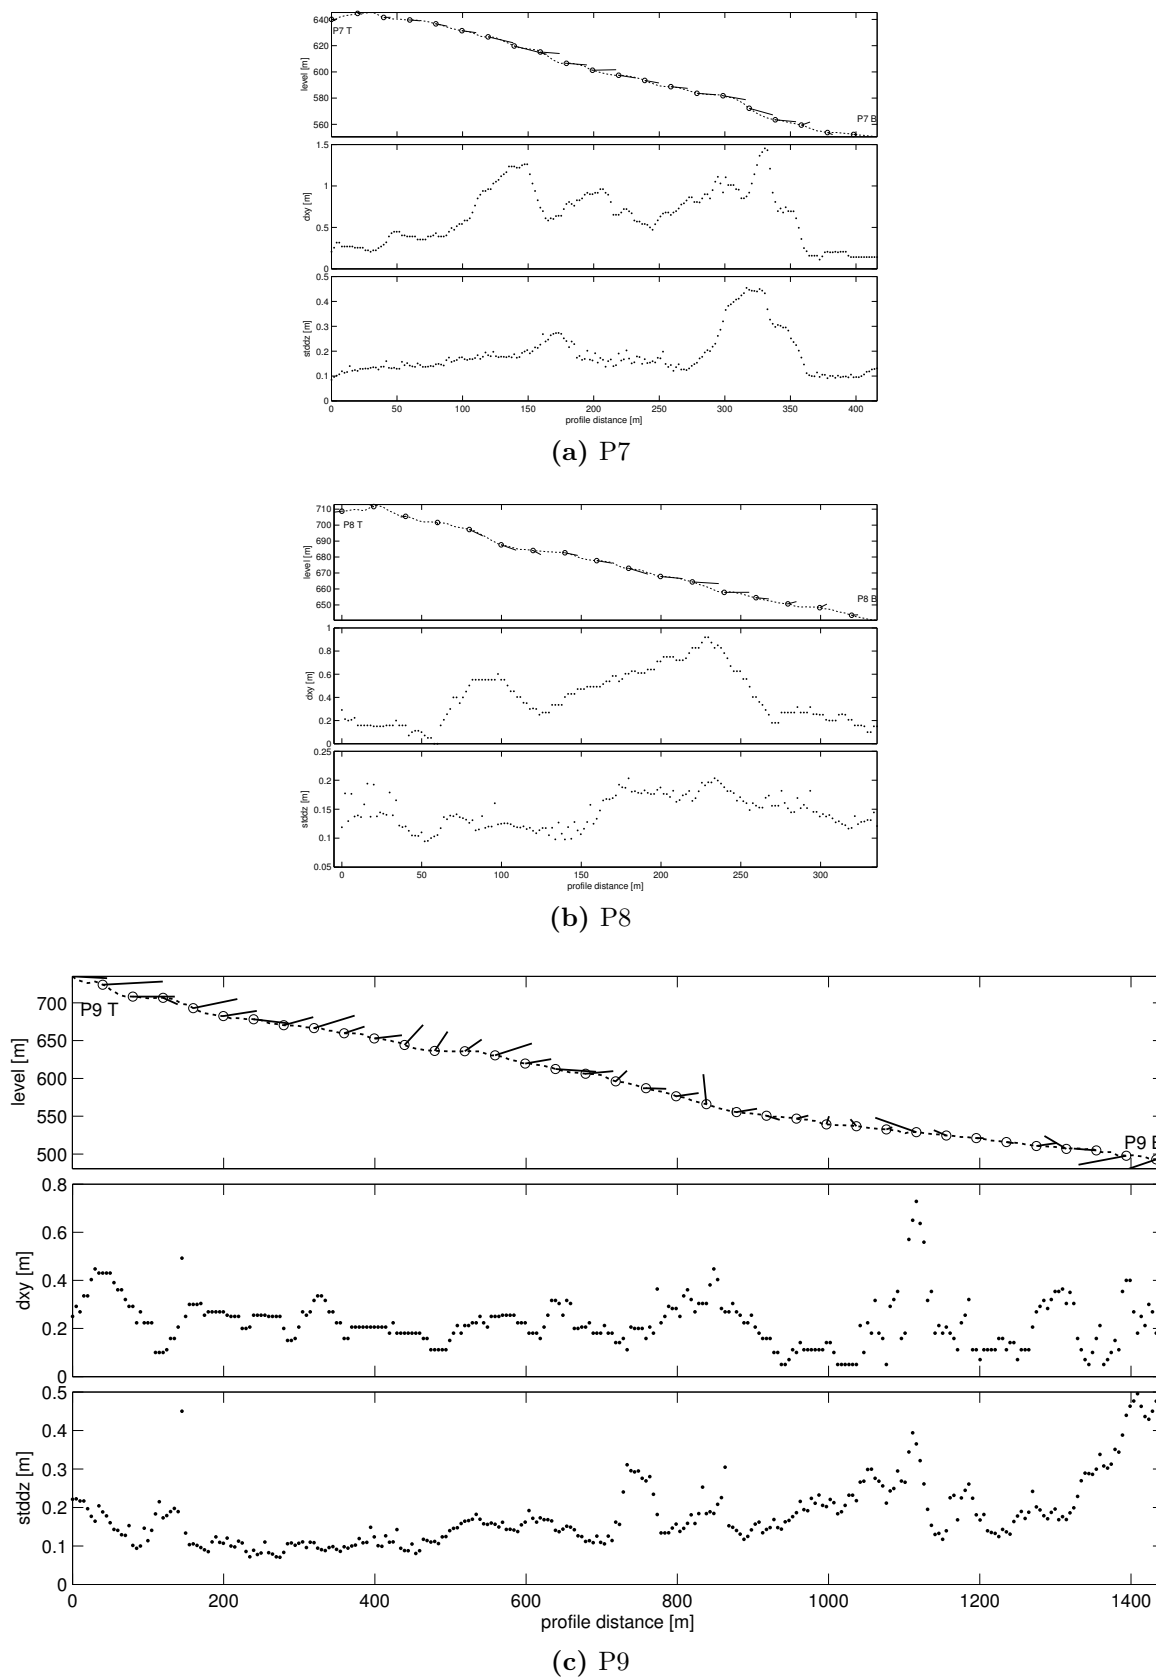 640
620
600
580
560
level [m]
P7 T
P7 B
1.5
1
0.5
0
dxy [m]
0.5
0.4
0.3
0.2
0.1
0
stddz [m]
0 50 100 150 200 250 300 350 400
profile distance [m]
(a) P7
710
700
690
680
670
660
650
level [m]
P8 T
P8 B
1
0.8
0.6
0.4
0.2
0
dxy [m]
0.25
0.2
0.15
0.1
0.05
stddz [m]
0 50 100 150 200 250 300
profile distance [m]
(b) P8
700
650
600
550
500
level [m]
P9 T
P9 B
0.8
0.6
0.4
0.2
0
dxy [m]
0.5
0.4
0.3
0.2
0.1
0
stddz [m]
0 200 400 600 800 1000 1200 1400
profile distance [m]
(c) P9